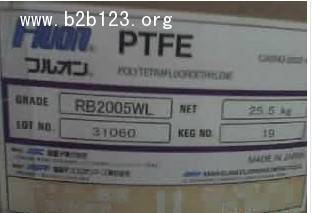 www.b2b123.org
Fluon® PTFE
フルオン®
POLYTETRAFLUOROETHYLENE
GRADE RB2005WL NET 25.5 kg
LOT NO. 31060 KEG NO. 19
MADE IN JAPAN